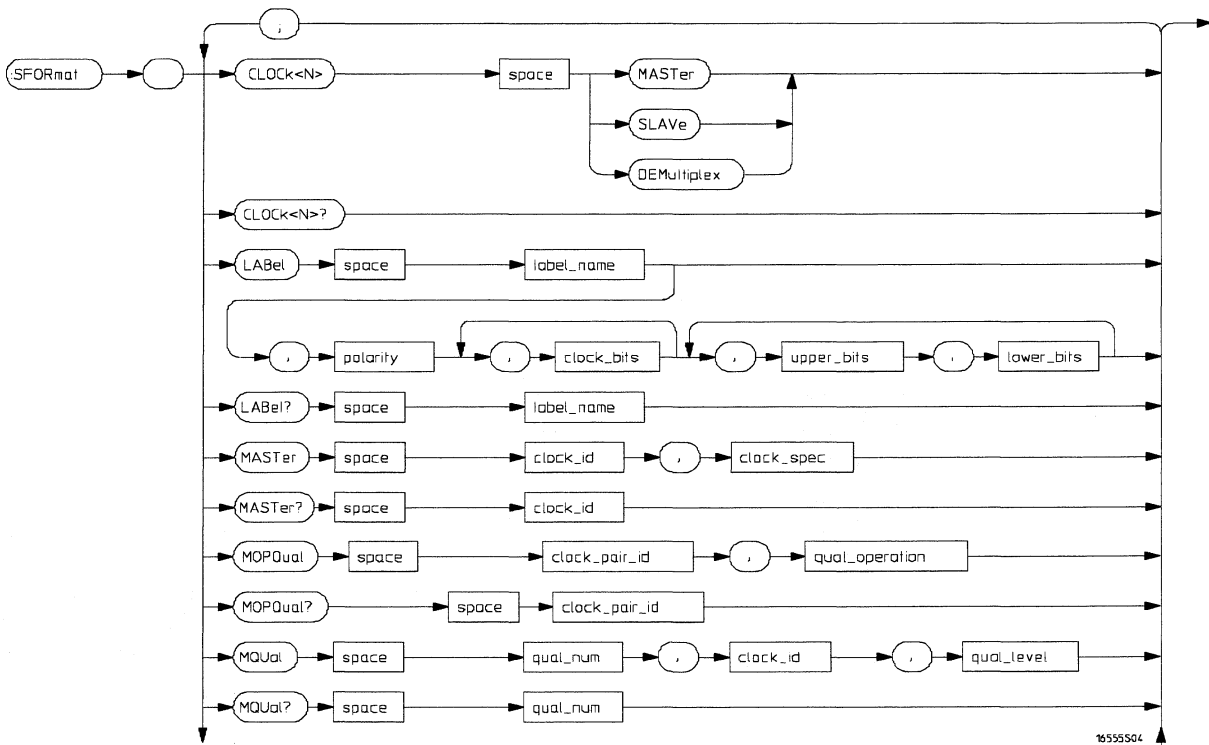 ;
:SFORmat CLOCk<N> space MASTer
SLAVe
DEMultiplex
CLOCk<N>?
LABel space label_name
, polarity , clock_bits , upper_bits , lower_bits
LABel? space label_name
MASTer space clock_id , clock_spec
MASTer? space clock_id
MOPQual space clock_pair_id , qual_operation
MOPQual? space clock_pair_id
MQUal space qual_num , clock_id , qual_level
MQUal? space qual_num
16555S04